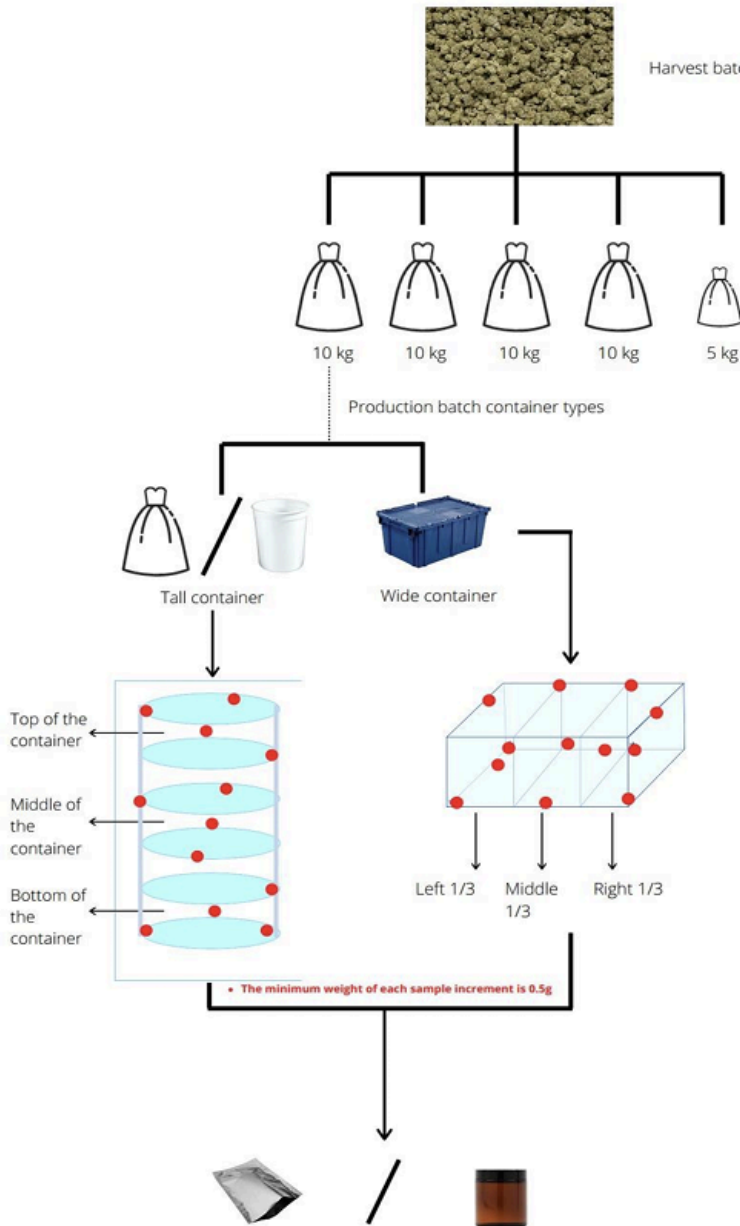 Harvest batc
10 kg
10 kg
10 kg
10 kg
5 kg
Production batch container types
Tall container
Wide container
Top of the
container
Middle of
the
container
Bottom of
the
container
Left 1/3
Middle
1/3
Right 1/3
• The minimum weight of each sample increment is 0.5g